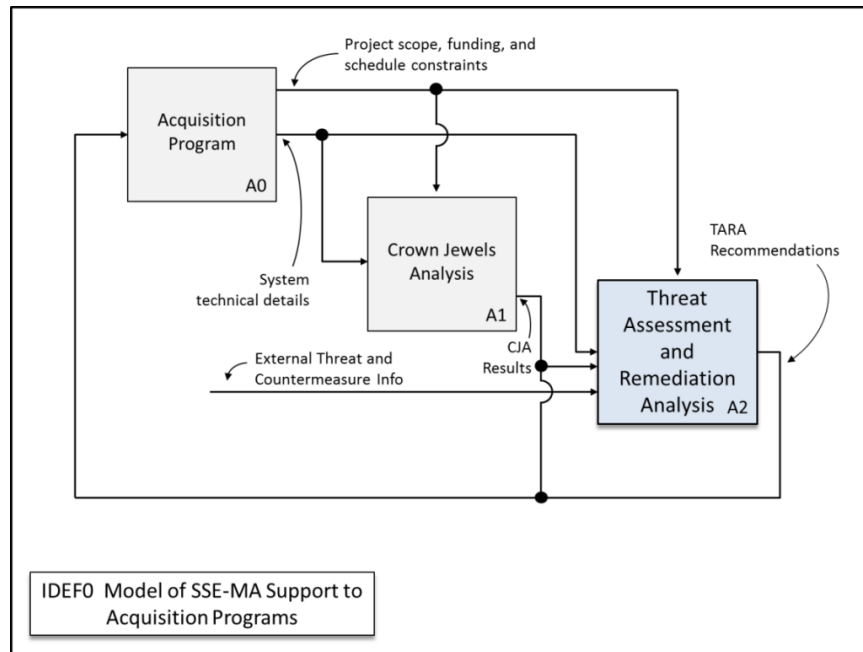 Project scope, funding, and
schedule constraints
Acquisition
Program
A0
System
technical details
Crown Jewels
Analysis
A1
CJA
Results
External Threat and
Countermeasure Info
TARA
Recommendations
Threat
Assessment
and
Remediation
Analysis
A2
IDEF0 Model of SSE-MA Support to
Acquisition Programs